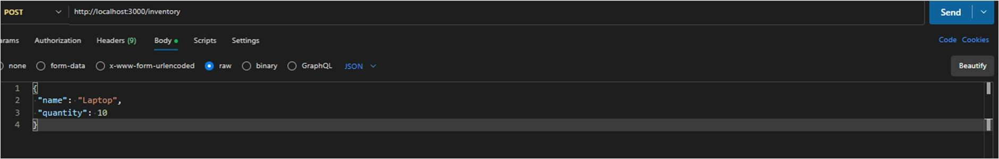 POST http://localhost:3000/inventory Send
arams Authorization Headers (9) Body Scripts Settings Code Cookies
none form-data x-www-form-urlencoded raw binary GraphQL JSON Beautify
1 {
2 "name": "Laptop",
3 "quantity": 10
4 }